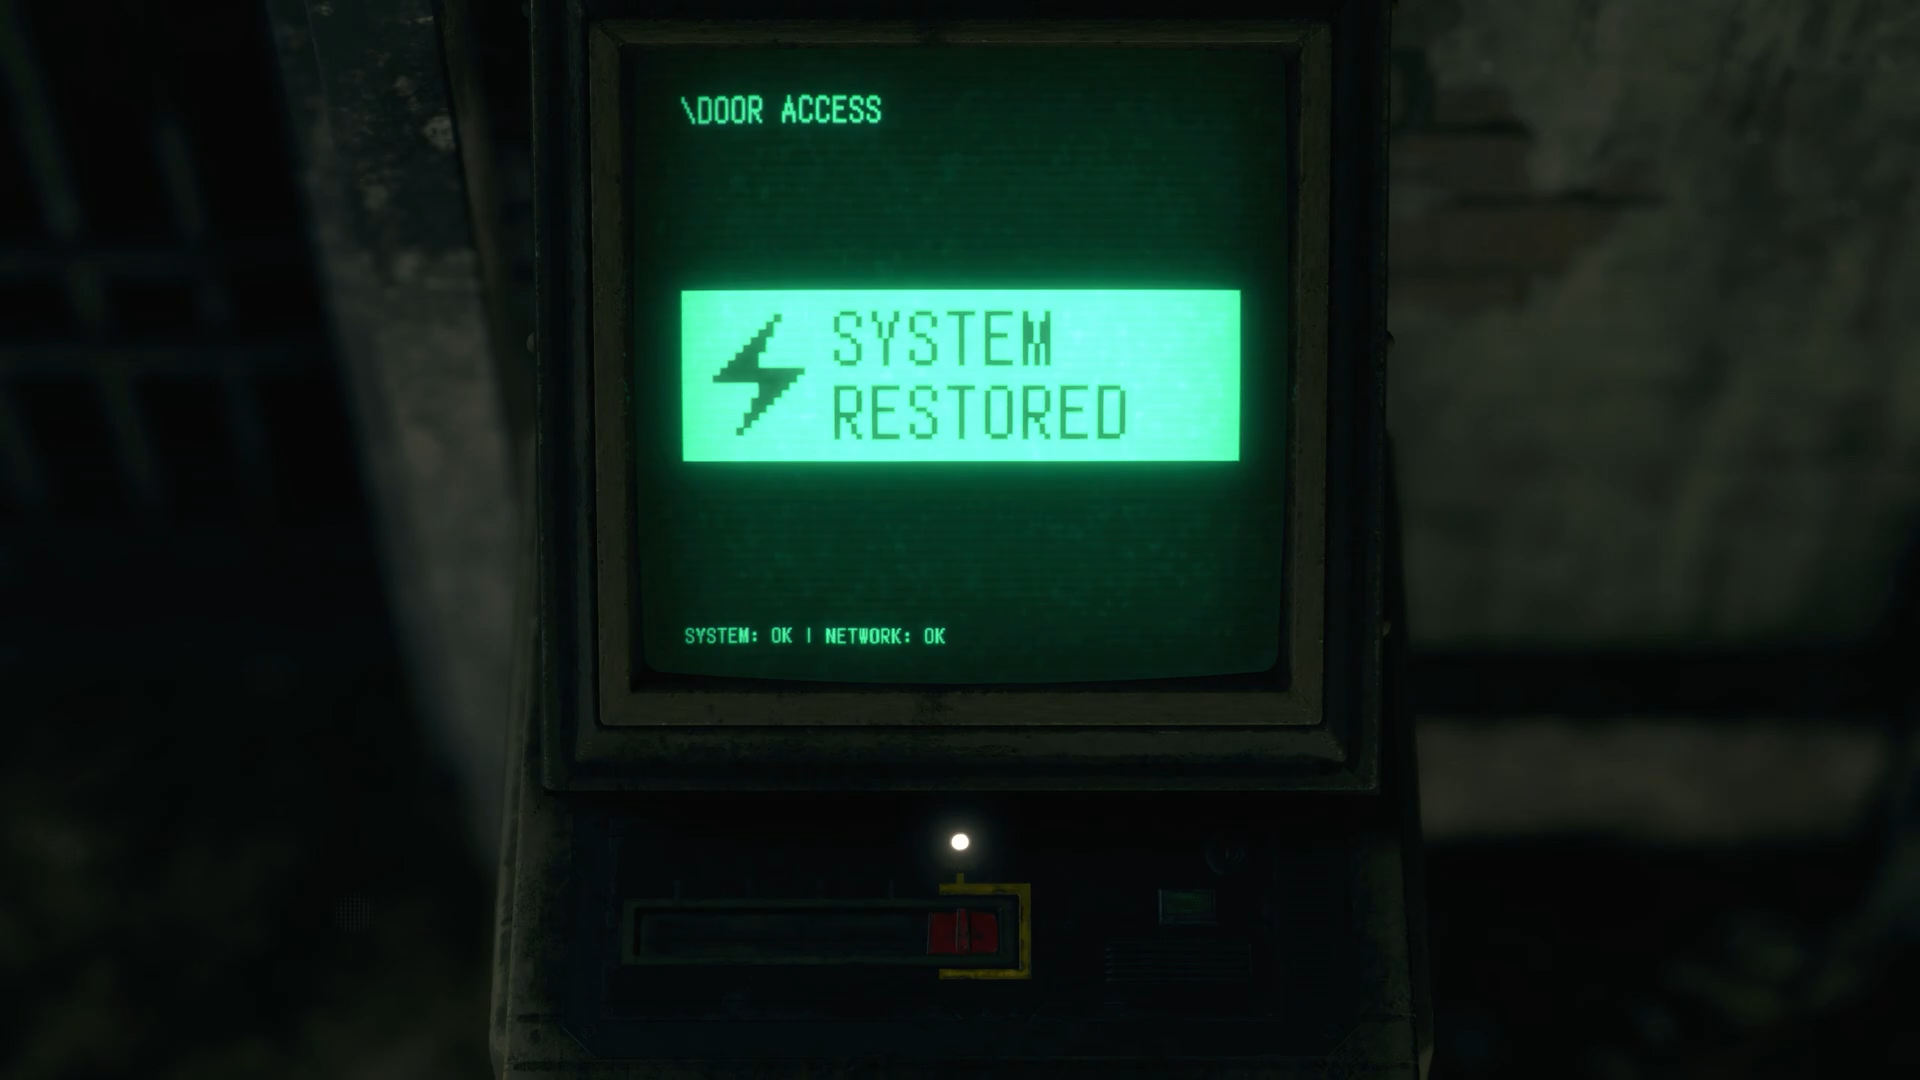 \DOOR ACCESS
SYSTEM
RESTORED
SYSTEM: OK | NETWORK: OK